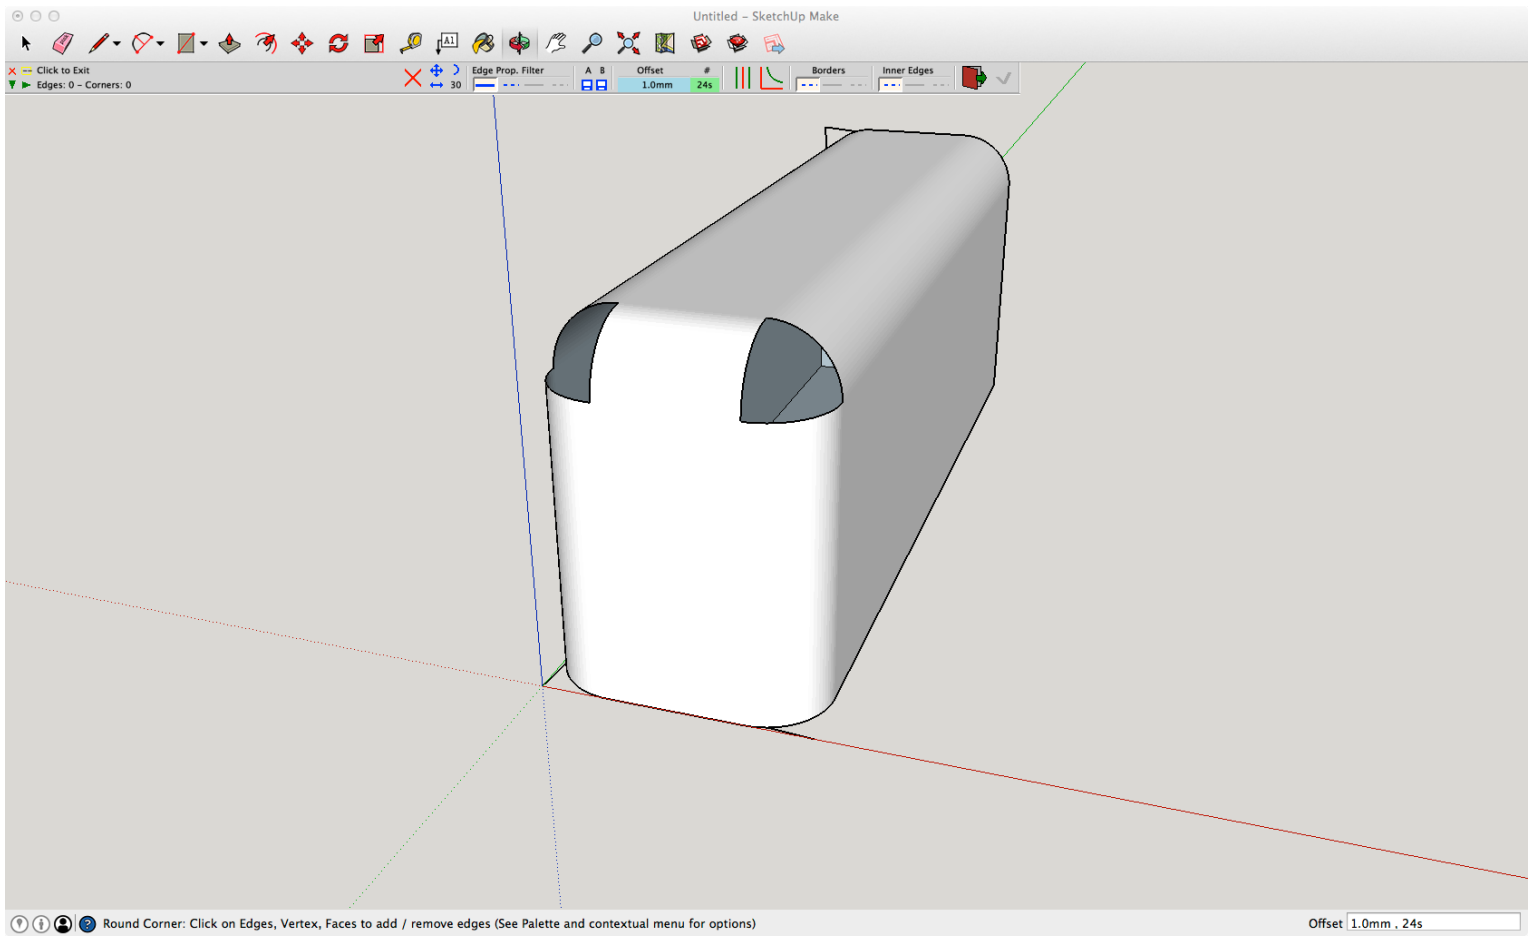 Untitled – SketchUp Make
A1
Click to Exit
Edges: 0 – Corners: 0
30
Edge Prop. Filter
A B
Offset #
1.0mm 24s
Borders
Inner Edges
Round Corner: Click on Edges, Vertex, Faces to add / remove edges (See Palette and contextual menu for options)
Offset 1.0mm , 24s